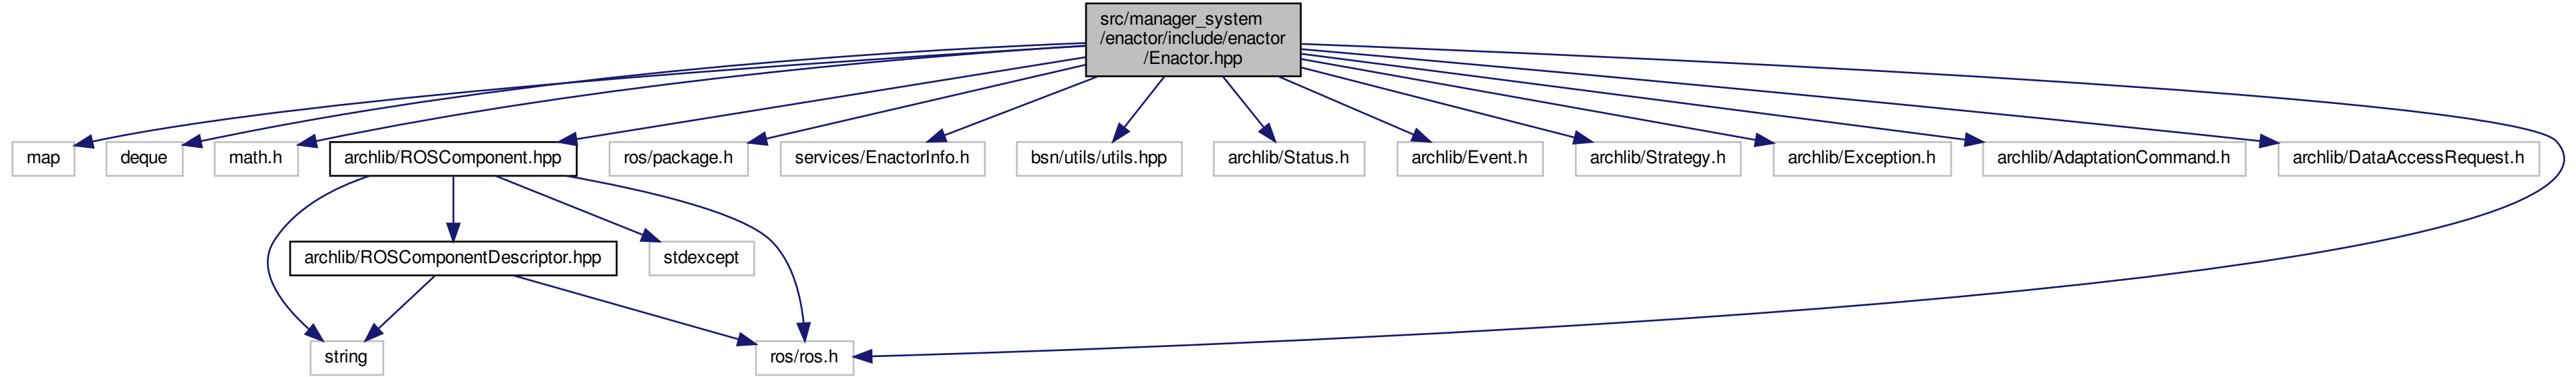 src/manager_system
/enactor/include/enactor
/Enactor.hpp
map
deque
math.h
archlib/ROSComponent.hpp
ros/package.h
services/EnactorInfo.h
bsn/utils/utils.hpp
archlib/Status.h
archlib/Event.h
archlib/Strategy.h
archlib/Exception.h
archlib/AdaptationCommand.h
archlib/DataAccessRequest.h
archlib/ROSComponentDescriptor.hpp
stdexcept
string
ros/ros.h